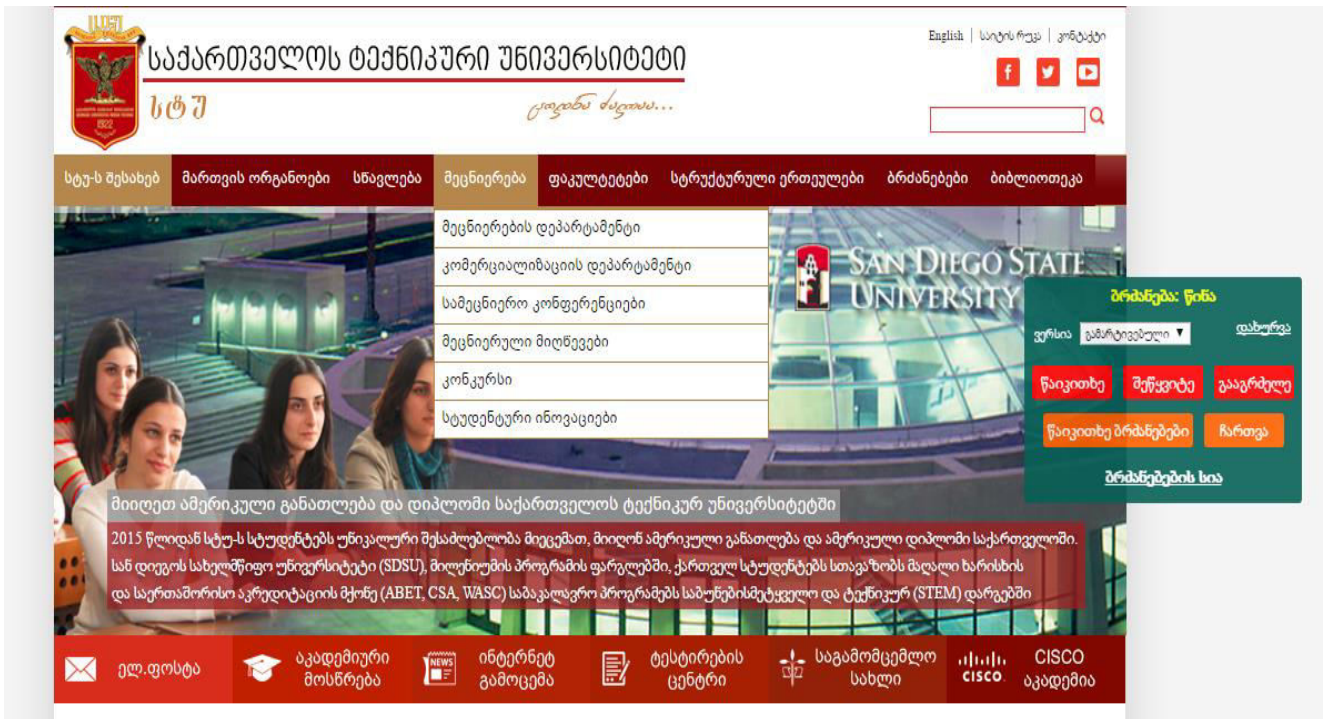 საქართველოს ტექნიკური უნივერსიტეტი
სტუ
ცოდნა ძალაა...
English | საიტის რუკა | კონტაქტი
1922
სტუ-ს შესახებ მართვის ორგანოები სწავლება მეცნიერება ფაკულტეტები სტრუქტურული ერთეულები ბრძანებები ბიბლიოთეკა
მეცნიერების დეპარტამენტი
კომერციალიზაციის დეპარტამენტი
სამეცნიერო კონფერენციები
მეცნიერული მიღწევები
კონკურსი
სტუდენტური ინოვაციები
SAN DIEGO STATE
UNIVERSITY
ბრძანება: წინა
ვერსია გამარტივებული დახურვა
წაიკითხე შეწყვიტე გააგრძელე
წაიკითხე ბრძანებები ჩართვა
ბრძანებების სია
მიიღეთ ამერიკული განათლება და დიპლომი საქართველოს ტექნიკურ უნივერსიტეტში
2015 წლიდან სტუ-ს სტუდენტებს უნიკალური შესაძლებლობა მიეცემათ, მიიღონ ამერიკული განათლება და ამერიკული დიპლომი საქართველოში.
სან დიეგოს სახელმწიფო უნივერსიტეტი (SDSU), მილენიუმის პროგრამის ფარგლებში, ქართველ სტუდენტებს სთავაზობს მაღალი ხარისხის
და საერთაშორისო აკრედიტაციის მქონე (ABET, CSA, WASC) საბაკალავრო პროგრამებს საბუნებისმეტყველო და ტექნიკურ (STEM) დარგებში
ელ.ფოსტა
აკადემიური
მოსწრება
NEWS
ინტერნეტ
გამოცემა
ტესტირების
ცენტრი
საგამომცემლო
სახლი
CISCO
CISCO
აკადემია